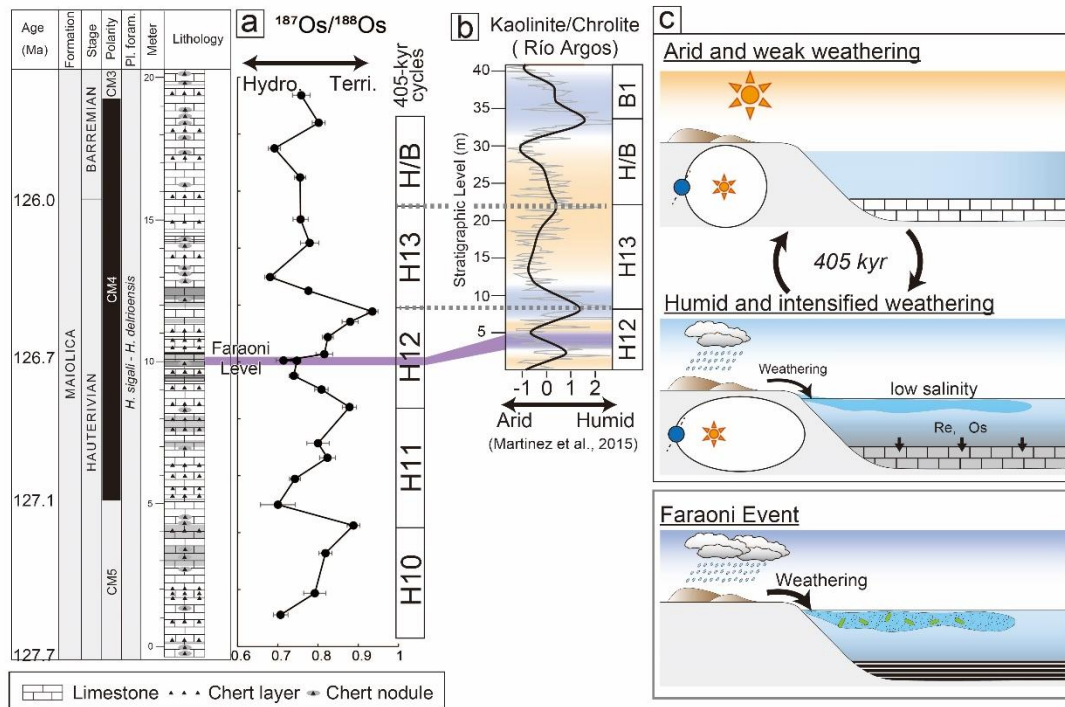 Age
(Ma)
Formation
Stage
Polarity
Pl. foram.
Meter
Lithology
126.0
126.7
127.1
127.7
MAIOLICA
BARREMIAN
HAUTERIVIAN
CM3
CM4
CM5
H. sigali - H. delrioensis
20
15
10
5
0
a
187Os/188Os
Hydro.
Terri.
Faraoni
Level
0.6
0.7
0.8
0.9
1
405-kyr
cycles
H/B
H13
H12
H11
H10
b
Kaolinite/Chrolite
( Río Argos)
Stratigraphic Level (m)
40
35
30
25
20
15
10
5
B1
H/B
H13
H12
-1
0
1
2
Arid
Humid
(Martinez et al., 2015)
c
Arid and weak weathering
405 kyr
Humid and intensified weathering
Weathering
low salinity
Re, Os
Faraoni Event
Weathering
Limestone
Chert layer
Chert nodule